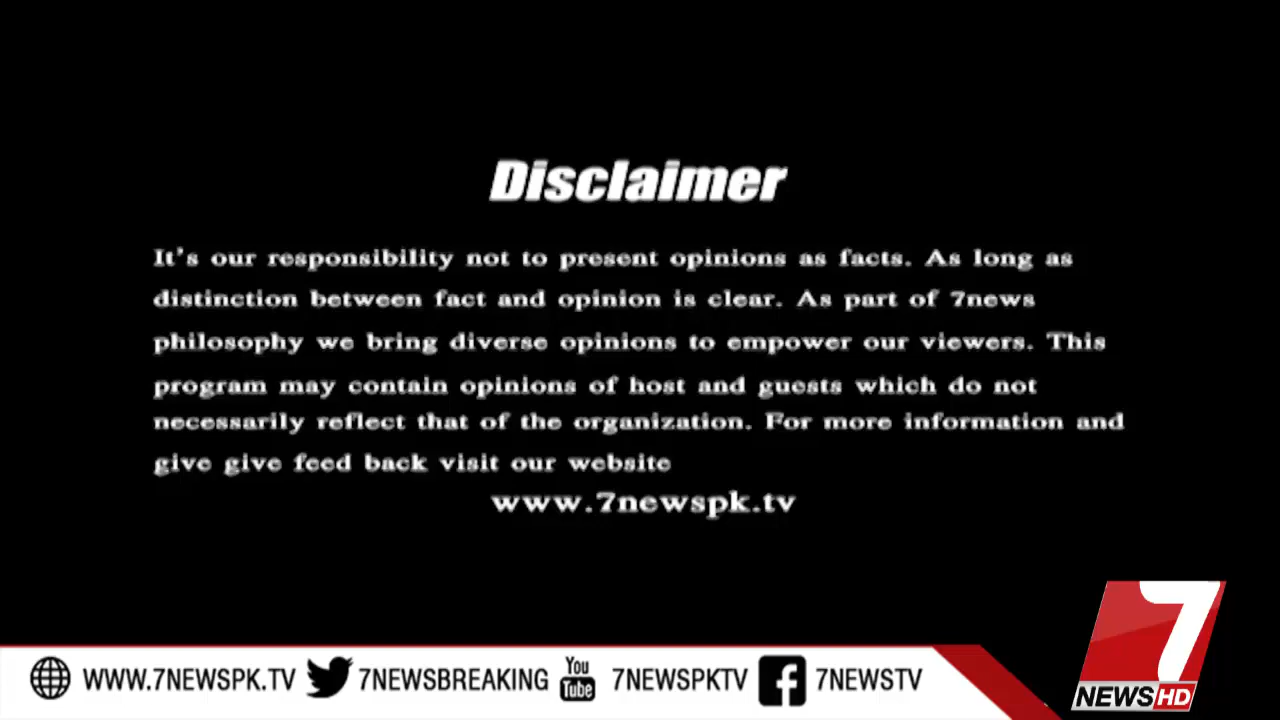 Disclaimer
It's our responsibility not to present opinions as facts. As long as
distinction between fact and opinion is clear. As part of 7news
philosophy we bring diverse opinions to empower our viewers. This
program may contain opinions of host and guests which do not
necessarily reflect that of the organization. For more information and
give give feed back visit our website
www.7newspk.tv
7
NEWS HD
WWW.7NEWSPK.TV 7NEWSBREAKING You Tube 7NEWSPKTV f 7NEWSTV